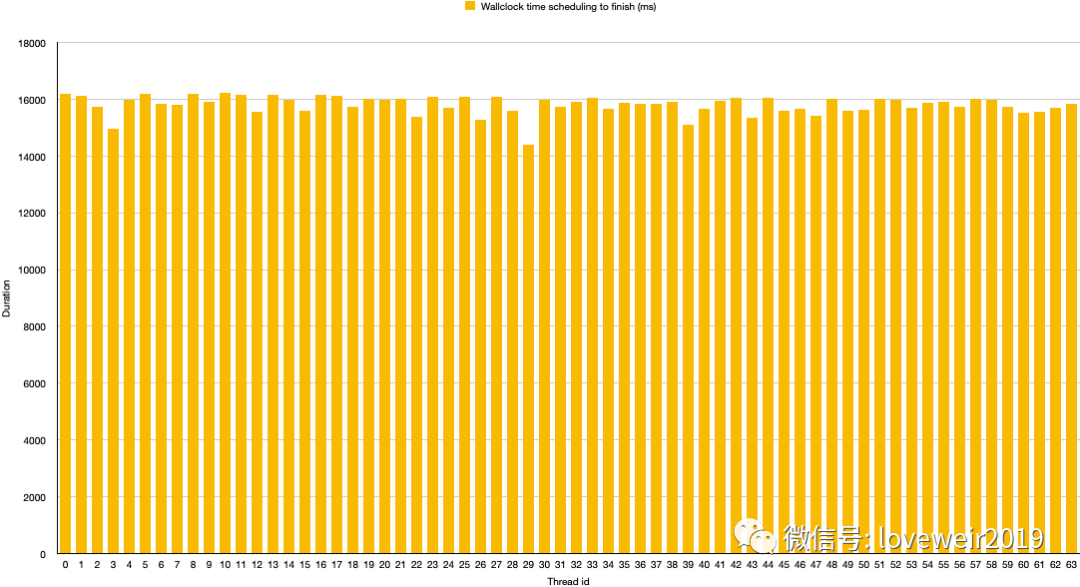 Wallclock time scheduling to finish (ms)
18000
16000
14000
12000
10000
8000
6000
4000
2000
0
Duration
0 1 2 3 4 5 6 7 8 9 10 11 12 13 14 15 16 17 18 19 20 21 22 23 24 25 26 27 28 29 30 31 32 33 34 35 36 37 38 39 40 41 42 43 44 45 46 47 48 49 50 51 52 53 54 55 56 57 58 59 60 61 62 63
Thread id
微信号: loveweir2019